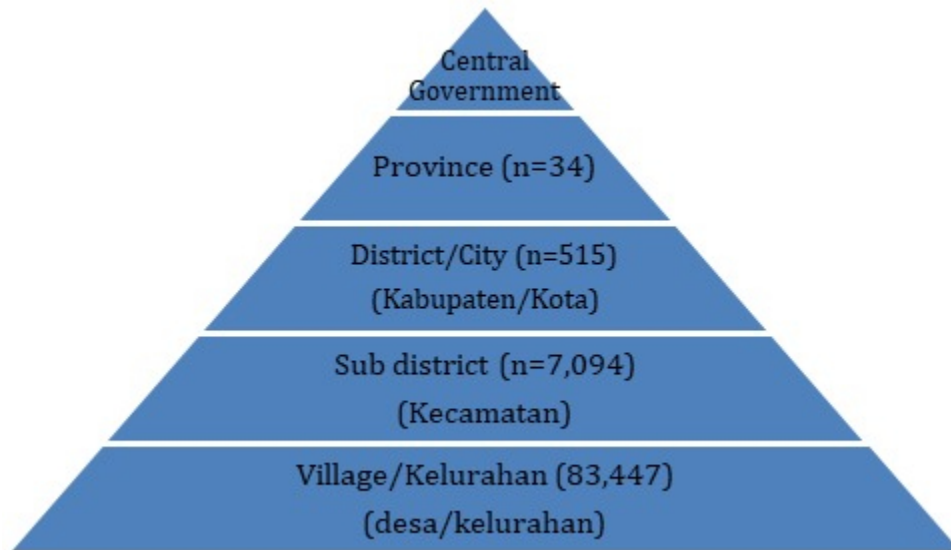 Central
Government
Province (n=34)
District/City (n=515)
(Kabupaten/Kota)
Sub district (n=7,094)
(Kecamatan)
Village/Kelurahan (83,447)
(desa/kelurahan)